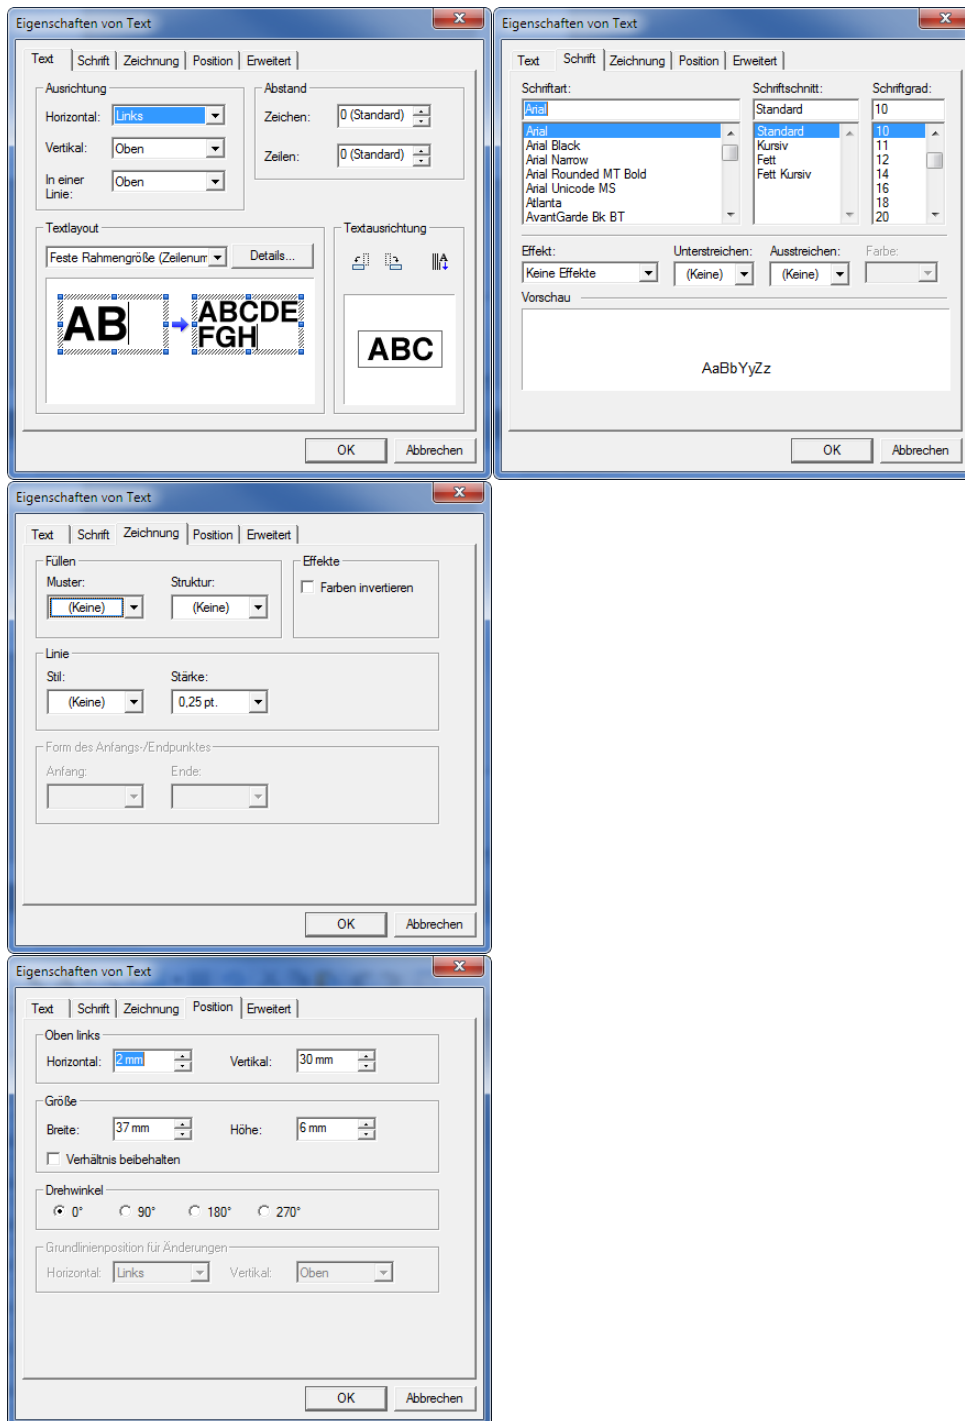 Eigenschaften von Text
Text Schrift Zeichnung Position Erweitert
Ausrichtung
Horizontal: Links
Vertikal: Oben
In einer Linie: Oben
Abstand
Zeichen: 0 (Standard)
Zeilen: 0 (Standard)
Textlayout
Feste Rahmengröße (Zeilenum Details...
AB ABCDE
FGH
Textausrichtung
A
ABC
OK Abbrechen
Eigenschaften von Text
Text Schrift Zeichnung Position Erweitert
Schriftart: Schriftschnitt: Schriftgrad:
Arial Standard 10
Arial Standard 10
Arial Black Kursiv 11
Arial Narrow Fett 12
Arial Rounded MT Bold Fett Kursiv 14
Arial Unicode MS 16
Atlanta 18
AvantGarde Bk BT 20
Effekt: Unterstreichen: Ausstreichen: Farbe:
Keine Effekte (Keine) (Keine)
Vorschau
AaBbYyZz
OK Abbrechen
Eigenschaften von Text
Text Schrift Zeichnung Position Erweitert
Füllen
Muster: Struktur:
(Keine) (Keine)
Effekte
Farben invertieren
Linie
Stil: Stärke:
(Keine) 0,25 pt.
Form des Anfangs-/Endpunktes
Anfang: Ende:
OK Abbrechen
Eigenschaften von Text
Text Schrift Zeichnung Position Erweitert
Oben links
Horizontal: 2 mm Vertikal: 30 mm
Größe
Breite: 37 mm Höhe: 6 mm
Verhältnis beibehalten
Drehwinkel
0° 90° 180° 270°
Grundlinienposition für Änderungen
Horizontal: Links Vertikal: Oben
OK Abbrechen